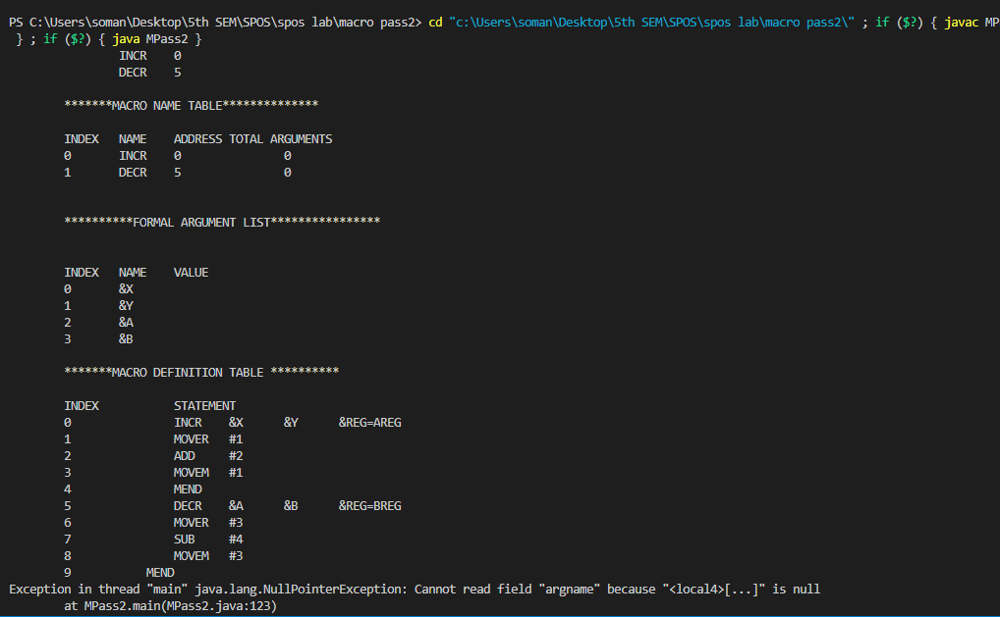 PS C:\Users\soman\Desktop\5th SEM\SPOS\spos lab\macro pass2> cd "c:\Users\soman\Desktop\5th SEM\SPOS\spos lab\macro pass2\" ; if ($?) { javac MP
} ; if ($?) { java MPass2 }
INCR 0
DECR 5
*******MACRO NAME TABLE**************
INDEX NAME ADDRESS TOTAL ARGUMENTS
0 INCR 0 0
1 DECR 5 0
**********FORMAL ARGUMENT LIST****************
INDEX NAME VALUE
0 &X
1 &Y
2 &A
3 &B
*******MACRO DEFINITION TABLE **********
INDEX STATEMENT
0 INCR &X &Y &REG=AREG
1 MOVER #1
2 ADD #2
3 MOVEM #1
4 MEND
5 DECR &A &B &REG=BREG
6 MOVER #3
7 SUB #4
8 MOVEM #3
9 MEND
Exception in thread "main" java.lang.NullPointerException: Cannot read field "argname" because "<local4>[...]" is null
at MPass2.main(MPass2.java:123)